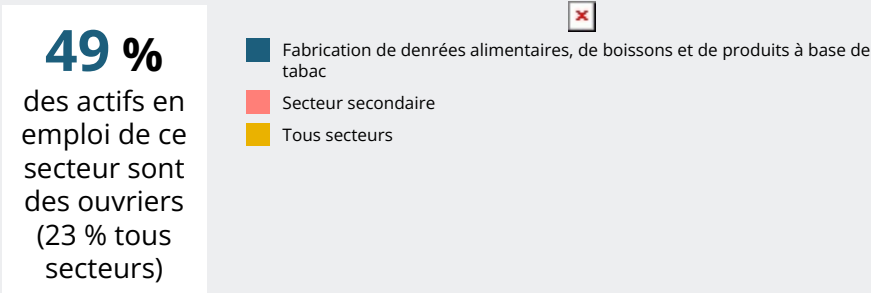 49 %
des actifs en
emploi de ce
secteur sont
des ouvriers
(23 % tous
secteurs)
Fabrication de denrées alimentaires, de boissons et de produits à base de
tabac
Secteur secondaire
Tous secteurs